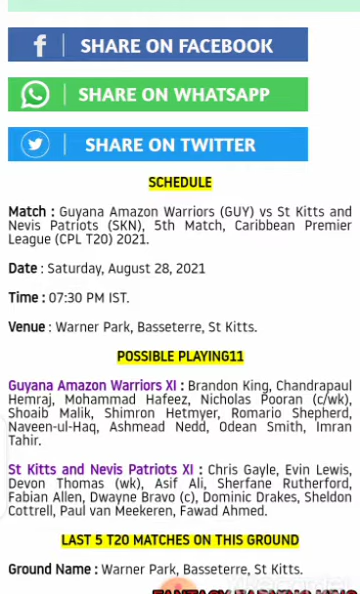 SHARE ON FACEBOOK
SHARE ON WHATSAPP
SHARE ON TWITTER
SCHEDULE
Match : Guyana Amazon Warriors (GUY) vs St Kitts and
Nevis Patriots (SKN), 5th Match, Caribbean Premier
League (CPL T20) 2021.
Date : Saturday, August 28, 2021
Time : 07:30 PM IST.
Venue : Warner Park, Basseterre, St Kitts.
POSSIBLE PLAYING11
Guyana Amazon Warriors XI : Brandon King, Chandrapaul
Hemraj, Mohammad Hafeez, Nicholas Pooran (c/wk),
Shoaib Malik, Shimron Hetmyer, Romario Shepherd,
Naveen-ul-Haq, Ashmead Nedd, Odean Smith, Imran
Tahir.
St Kitts and Nevis Patriots XI : Chris Gayle, Evin Lewis,
Devon Thomas (wk), Asif Ali, Sherfane Rutherford,
Fabian Allen, Dwayne Bravo (c), Dominic Drakes, Sheldon
Cottrell, Paul van Meekeren, Fawad Ahmed.
LAST 5 T20 MATCHES ON THIS GROUND
Ground Name : Warner Park, Basseterre, St Kitts.